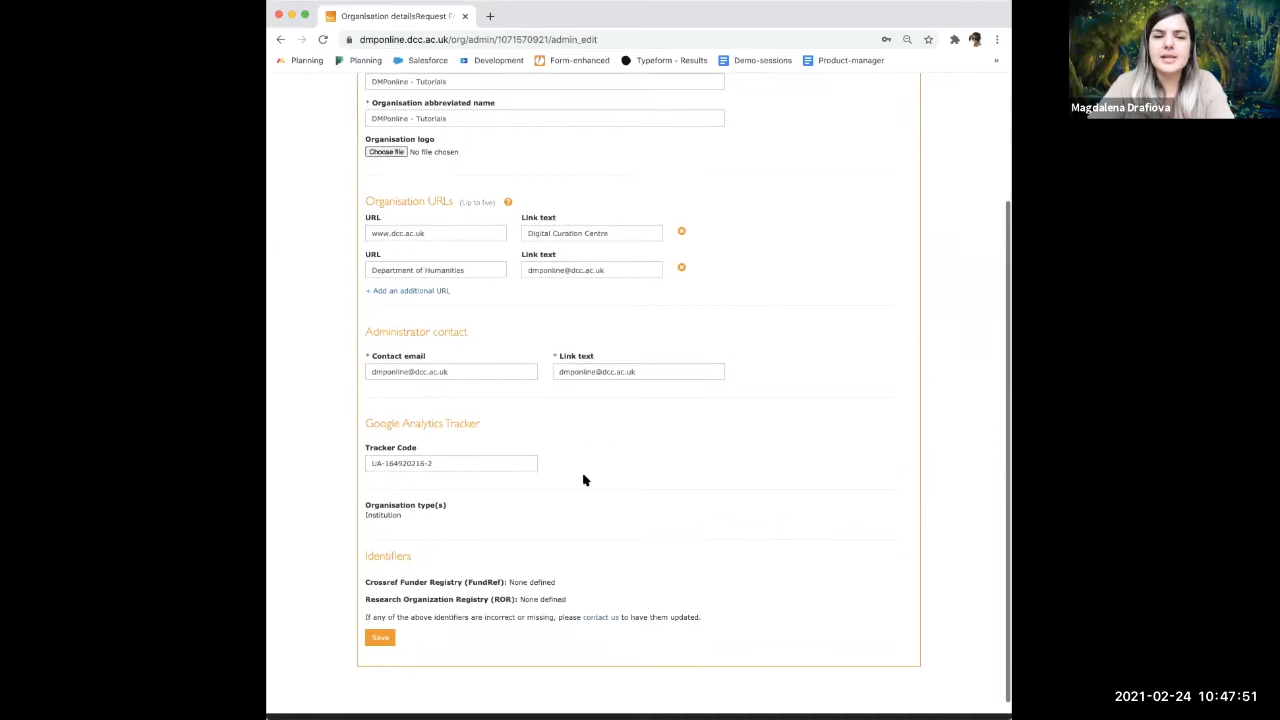 Organisation detailsRequest F
dmponline.dcc.ac.uk/org/admin/1071570921/admin_edit
Planning Planning Salesforce Development Form-enhanced Typeform - Results Demo-sessions Product-manager »
Magdalena Drafiova
DMPonline - Tutorials
* Organisation abbreviated name
DMPonline - Tutorials
Organisation logo
Choose file No file chosen
Organisation URLs (Up to five) ?
URL Link text
www.dcc.ac.uk Digital Curation Centre
URL Link text
Department of Humanities dmponline@dcc.ac.uk
+ Add an additional URL
Administrator contact
* Contact email * Link text
dmponline@dcc.ac.uk dmponline@dcc.ac.uk
Google Analytics Tracker
Tracker Code
UA-164920216-2
Organisation type(s)
Institution
Identifiers
Crossref Funder Registry (FundRef): None defined
Research Organization Registry (ROR): None defined
If any of the above identifiers are incorrect or missing, please contact us to have them updated.
Save
2021-02-24 10:47:51